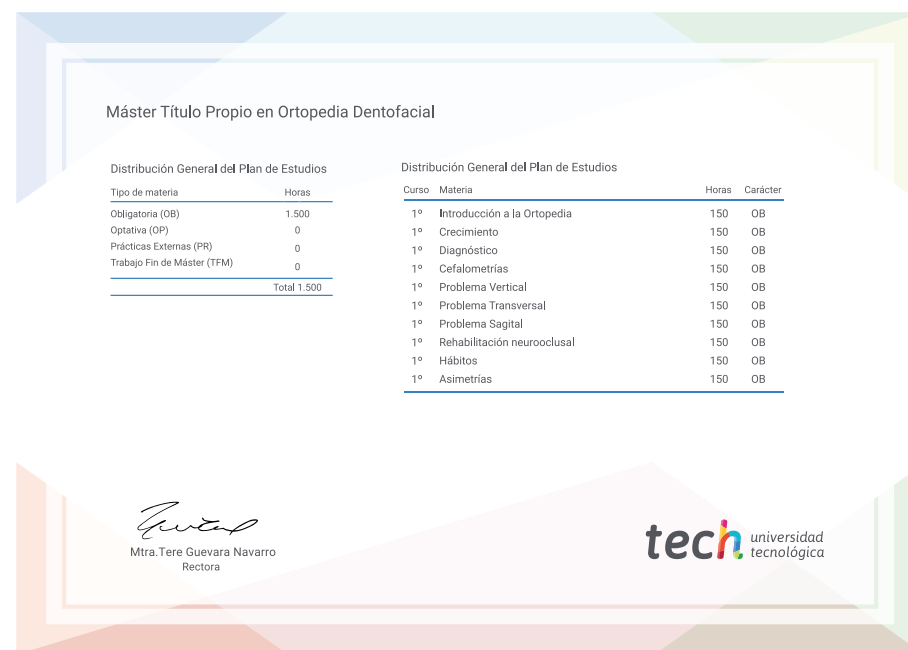 Máster Título Propio en Ortopedia Dentofacial
Distribución General del Plan de Estudios
Tipo de materia Horas
Obligatoria (OB) 1.500
Optativa (OP) 0
Prácticas Externas (PR) 0
Trabajo Fin de Máster (TFM) 0
Total 1.500
Distribución General del Plan de Estudios
Curso Materia Horas Carácter
1º Introducción a la Ortopedia 150 OB
1º Crecimiento 150 OB
1º Diagnóstico 150 OB
1º Cefalometrías 150 OB
1º Problema Vertical 150 OB
1º Problema Transversal 150 OB
1º Problema Sagital 150 OB
1º Rehabilitación neurooclusal 150 OB
1º Hábitos 150 OB
1º Asimetrías 150 OB
Mtra.Tere Guevara Navarro
Rectora
tech universidad
tecnológica